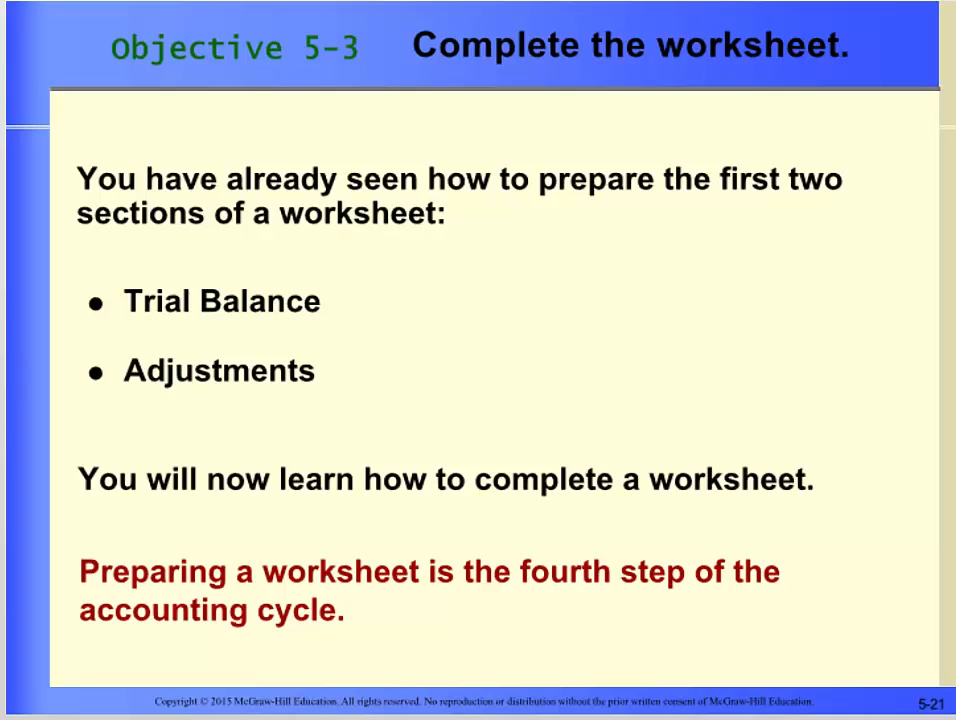 Objective 5-3 Complete the worksheet.
You have already seen how to prepare the first two
sections of a worksheet:
● Trial Balance
● Adjustments
You will now learn how to complete a worksheet.
Preparing a worksheet is the fourth step of the
accounting cycle.
Copyright © 2015 McGraw-Hill Education. All rights reserved. No reproduction or distribution without the prior written consent of McGraw-Hill Education.
5-21